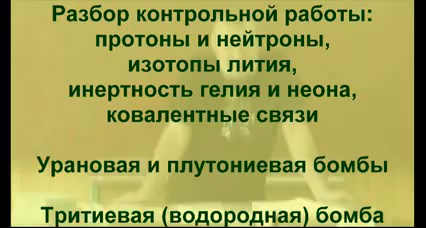 Разбор контрольной работы:
протоны и нейтроны,
изотопы лития,
инертность гелия и неона,
ковалентные связи
Урановая и плутониевая бомбы
Тритиевая (водородная) бомба